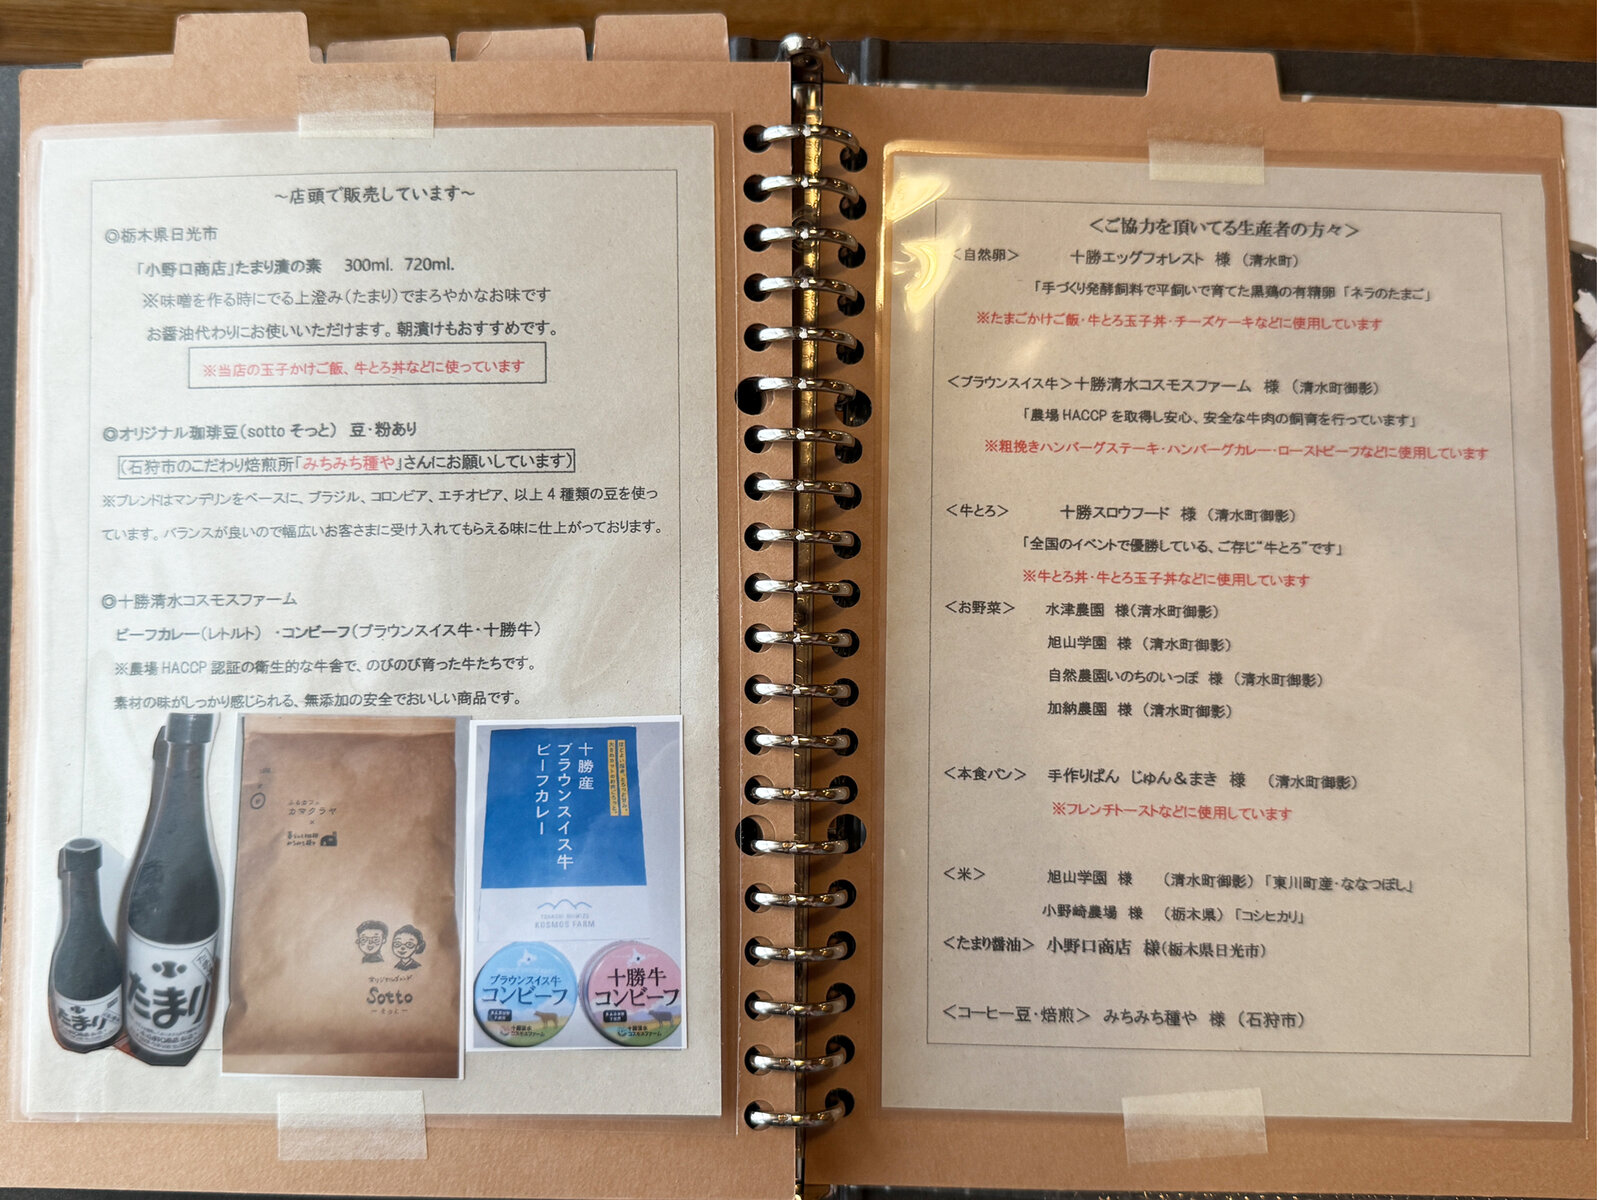 ～店頭で販売しています～
◎栃木県日光市
「小野口商店」たまり漬の素 300ml. 720ml.
※味噌を作る時にでる上澄み(たまり)でまろやかなお味です
お醤油代わりにお使いいただけます。朝漬けもおすすめです。
※当店の玉子かけご飯、牛とろ丼などに使っています
◎オリジナル珈琲豆(sotto そっと) 豆・粉あり
(石狩市のこだわり焙煎所「みちみち種や」さんにお願いしています)
※ブレンドはマンデリンをベースに、ブラジル、コロンビア、エチオピア、以上4種類の豆を使っ
ています。バランスが良いので幅広いお客さまに受け入れてもらえる味に仕上がっております。
◎十勝清水コスモスファーム
ビーフカレー(レトルト) ・コンビーフ(ブラウンスイス牛・十勝牛)
※農場HACCP認証の衛生的な牛舎で、のびのび育った牛たちです。
素材の味がしっかり感じられる、無添加の安全でおいしい商品です。
たまり
たまり
カマクラヤ
×
Sotto
～そっと～
十勝産
ブラウンスイス牛
ビーフカレー
KOSMOS FARM
ブラウンスイス牛
コンビーフ
十勝清水
コスモスファーム
十勝牛
コンビーフ
十勝清水
コスモスファーム
＜ご協力を頂いてる生産者の方々＞
＜自然卵＞ 十勝エッグフォレスト 様 (清水町)
「手づくり発酵飼料で平飼いで育てた黒鶏の有精卵「ネラのたまご」
※たまごかけご飯・牛とろ玉子丼・チーズケーキなどに使用しています
＜ブラウンスイス牛＞十勝清水コスモスファーム 様 (清水町御影)
「農場HACCPを取得し安心、安全な牛肉の飼育を行っています」
※粗挽きハンバーグステーキ・ハンバーグカレー・ローストビーフなどに使用しています
＜牛とろ＞ 十勝スロウフード 様 (清水町御影)
「全国のイベントで優勝している、ご存じ“牛とろ”です」
※牛とろ丼・牛とろ玉子丼などに使用しています
＜お野菜＞ 水津農園 様(清水町御影)
旭山学園 様 (清水町御影)
自然農園いのちのいっぽ 様 (清水町御影)
加納農園 様 (清水町御影)
＜本食パン＞ 手作りぱん じゅん＆まき 様 (清水町御影)
※フレンチトーストなどに使用しています
＜米＞ 旭山学園 様 (清水町御影)「東川町産・ななつぼし」
小野崎農場 様 (栃木県)「コシヒカリ」
＜たまり醤油＞ 小野口商店 様(栃木県日光市)
＜コーヒー豆・焙煎＞ みちみち種や 様 (石狩市)